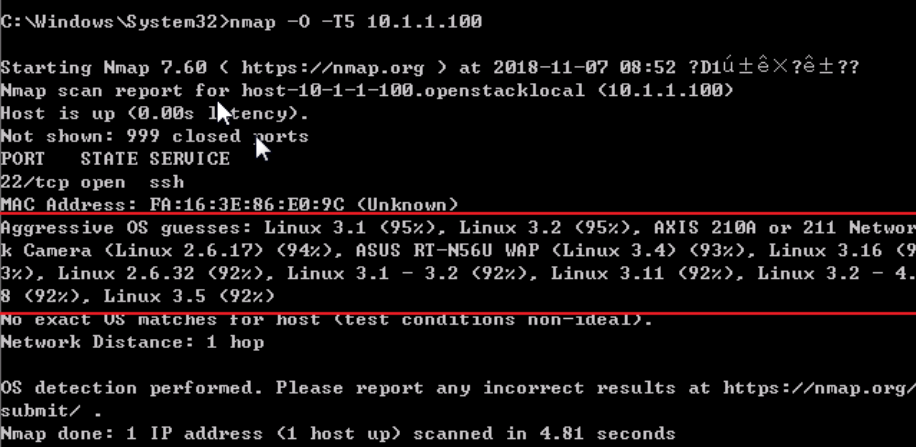 C:\Windows\System32>nmap -O -T5 10.1.1.100
Starting Nmap 7.60 ( https://nmap.org ) at 2018-11-07 08:52 ?D1ú±ê×?ê±??
Nmap scan report for host-10-1-1-100.openstacklocal (10.1.1.100)
Host is up (0.00s latency).
Not shown: 999 closed ports
PORT   STATE SERVICE
22/tcp open  ssh
MAC Address: FA:16:3E:86:E0:9C (Unknown)
Aggressive OS guesses: Linux 3.1 (95%), Linux 3.2 (95%), AXIS 210A or 211 Networ
k Camera (Linux 2.6.17) (94%), ASUS RT-N56U WAP (Linux 3.4) (93%), Linux 3.16 (9
3%), Linux 2.6.32 (92%), Linux 3.1 - 3.2 (92%), Linux 3.11 (92%), Linux 3.2 - 4.
8 (92%), Linux 3.5 (92%)
No exact OS matches for host (test conditions non-ideal).
Network Distance: 1 hop
OS detection performed. Please report any incorrect results at https://nmap.org/
submit/ .
Nmap done: 1 IP address (1 host up) scanned in 4.81 seconds